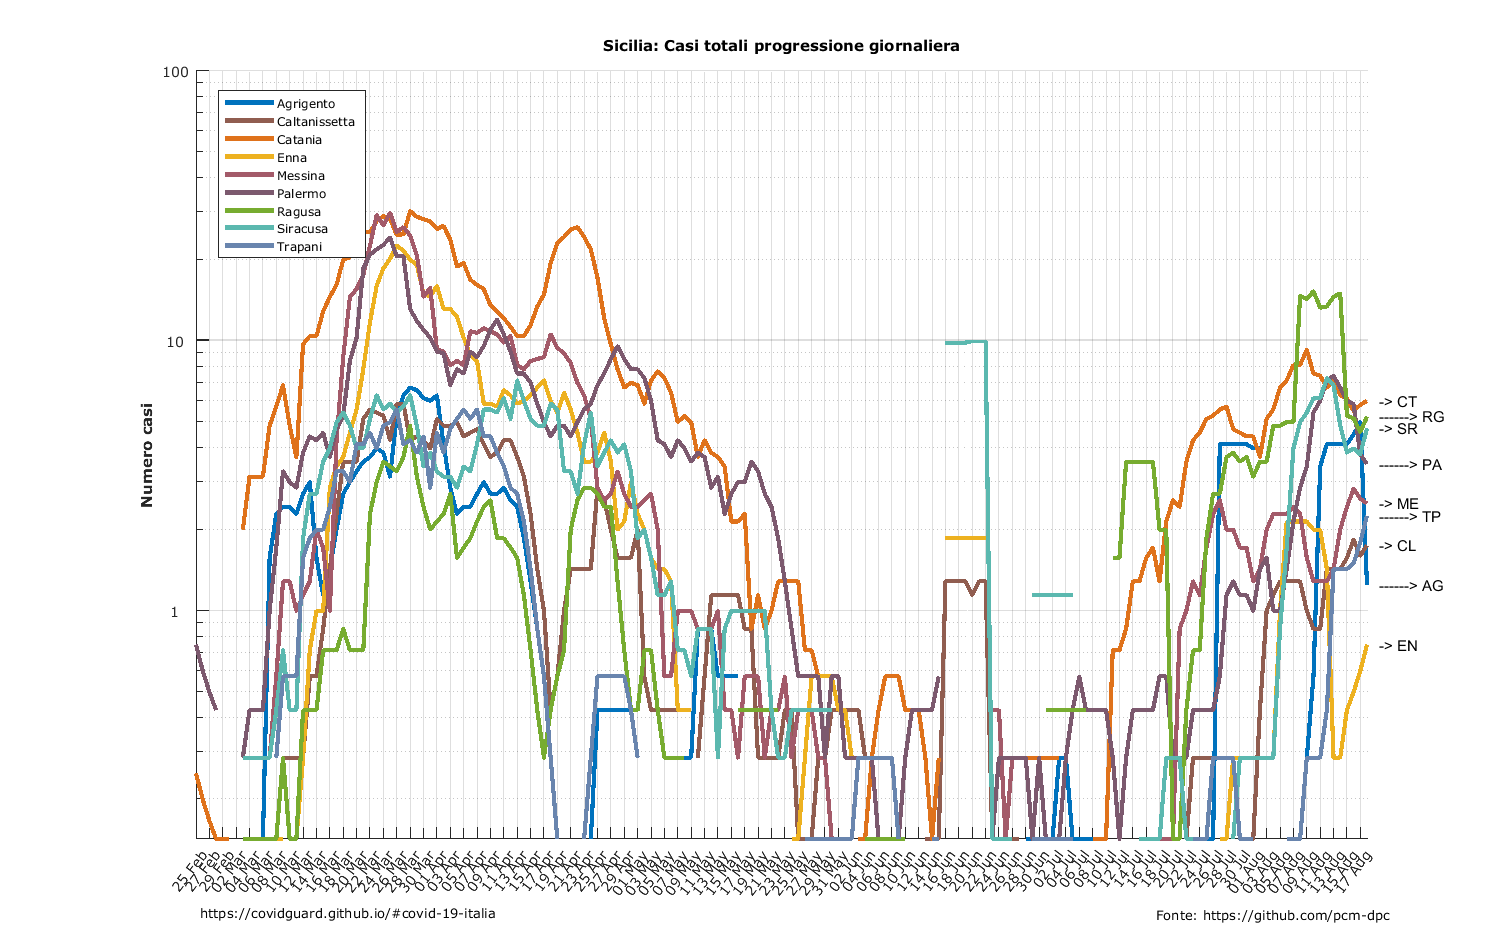 Sicilia: Casi totali progressione giornaliera
100
10
1
Numero casi
Agrigento
Caltanissetta
Catania
Enna
Messina
Palermo
Ragusa
Siracusa
Trapani
-> CT
------> RG
-> SR
------> PA
-> ME
------> TP
-> CL
------> AG
-> EN
25 Feb
27 Feb
29 Feb
02 Mar
04 Mar
06 Mar
08 Mar
10 Mar
12 Mar
14 Mar
16 Mar
18 Mar
20 Mar
22 Mar
24 Mar
26 Mar
28 Mar
30 Mar
01 Apr
03 Apr
05 Apr
07 Apr
09 Apr
11 Apr
13 Apr
15 Apr
17 Apr
19 Apr
21 Apr
23 Apr
25 Apr
27 Apr
29 Apr
01 May
03 May
05 May
07 May
09 May
11 May
13 May
15 May
17 May
19 May
21 May
23 May
25 May
27 May
29 May
31 May
02 Jun
04 Jun
06 Jun
08 Jun
10 Jun
12 Jun
14 Jun
16 Jun
18 Jun
20 Jun
22 Jun
24 Jun
26 Jun
28 Jun
30 Jun
02 Jul
04 Jul
06 Jul
08 Jul
10 Jul
12 Jul
14 Jul
16 Jul
18 Jul
20 Jul
22 Jul
24 Jul
26 Jul
28 Jul
30 Jul
01 Aug
03 Aug
05 Aug
07 Aug
09 Aug
11 Aug
13 Aug
15 Aug
17 Aug
https://covidguard.github.io/#covid-19-italia
Fonte: https://github.com/pcm-dpc